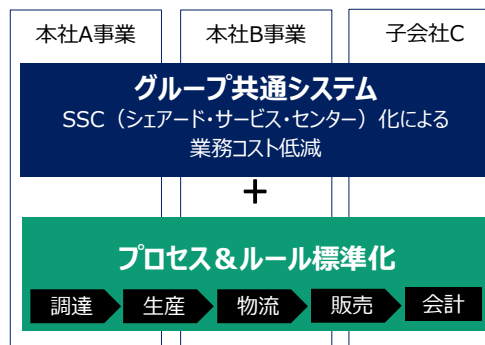 本社A事業 本社B事業 子会社C
グループ共通システム
SSC（シェアード・サービス・センター）化による
業務コスト低減
+
プロセス＆ルール標準化
調達 生産 物流 販売 会計